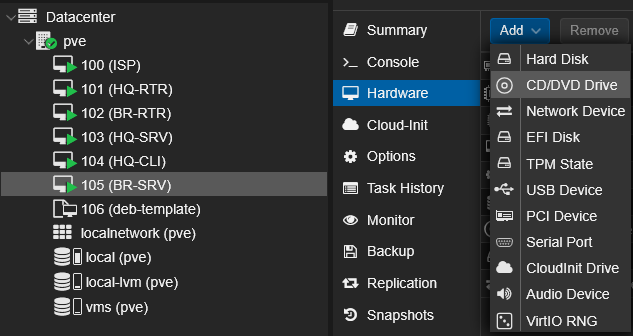 Datacenter
pve
100 (ISP)
101 (HQ-RTR)
102 (BR-RTR)
103 (HQ-SRV)
104 (HQ-CLI)
105 (BR-SRV)
106 (deb-template)
localnetwork (pve)
local (pve)
local-lvm (pve)
vms (pve)
Summary
Console
Hardware
Cloud-Init
Options
Task History
Monitor
Backup
Replication
Snapshots
Add
Remove
Hard Disk
CD/DVD Drive
Network Device
EFI Disk
TPM State
USB Device
PCI Device
Serial Port
CloudInit Drive
Audio Device
VirtIO RNG